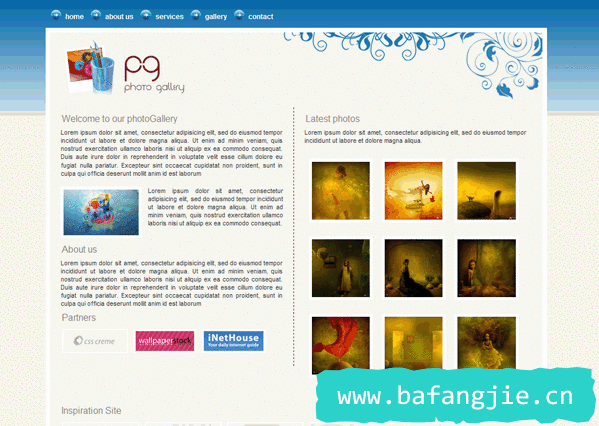 home
about us
services
gallery
contact
pg
photo gallery
Welcome to our photoGallery
Lorem ipsum dolor sit amet, consectetur adipisicing elit, sed do eiusmod tempor
incididunt ut labore et dolore magna aliqua. Ut enim ad minim veniam, quis
nostrud exercitation ullamco laboris nisi ut aliquip ex ea commodo consequat.
Duis aute irure dolor in reprehenderit in voluptate velit esse cillum dolore eu
fugiat nulla pariatur. Excepteur sint occaecat cupidatat non proident, sunt in
culpa qui officia deserunt mollit anim id est laborum
Lorem ipsum dolor sit amet, consectetur
adipisicing elit, sed do eiusmod tempor incididunt
ut labore et dolore magna aliqua. Ut enim ad
minim veniam, quis nostrud exercitation ullamco
laboris nisi ut aliquip ex ea commodo consequat.
About us
Lorem ipsum dolor sit amet, consectetur adipisicing elit, sed do eiusmod tempor
incididunt ut labore et dolore magna aliqua. Ut enim ad minim veniam, quis
nostrud exercitation ullamco laboris nisi ut aliquip ex ea commodo consequat.
Duis aute irure dolor in reprehenderit in voluptate velit esse cillum dolore eu
fugiat nulla pariatur. Excepteur sint occaecat cupidatat non proident, sunt in
culpa qui officia deserunt mollit anim id est laborum
Partners
css creme
wallpaperstock
iNetHouse
Your daily internet guide
Inspiration Site
Latest photos
Lorem ipsum dolor sit amet, consectetur adipisicing elit, sed do eiusmod tempor
incididunt ut labore et dolore magna aliqua.
www.bafangjie.cn